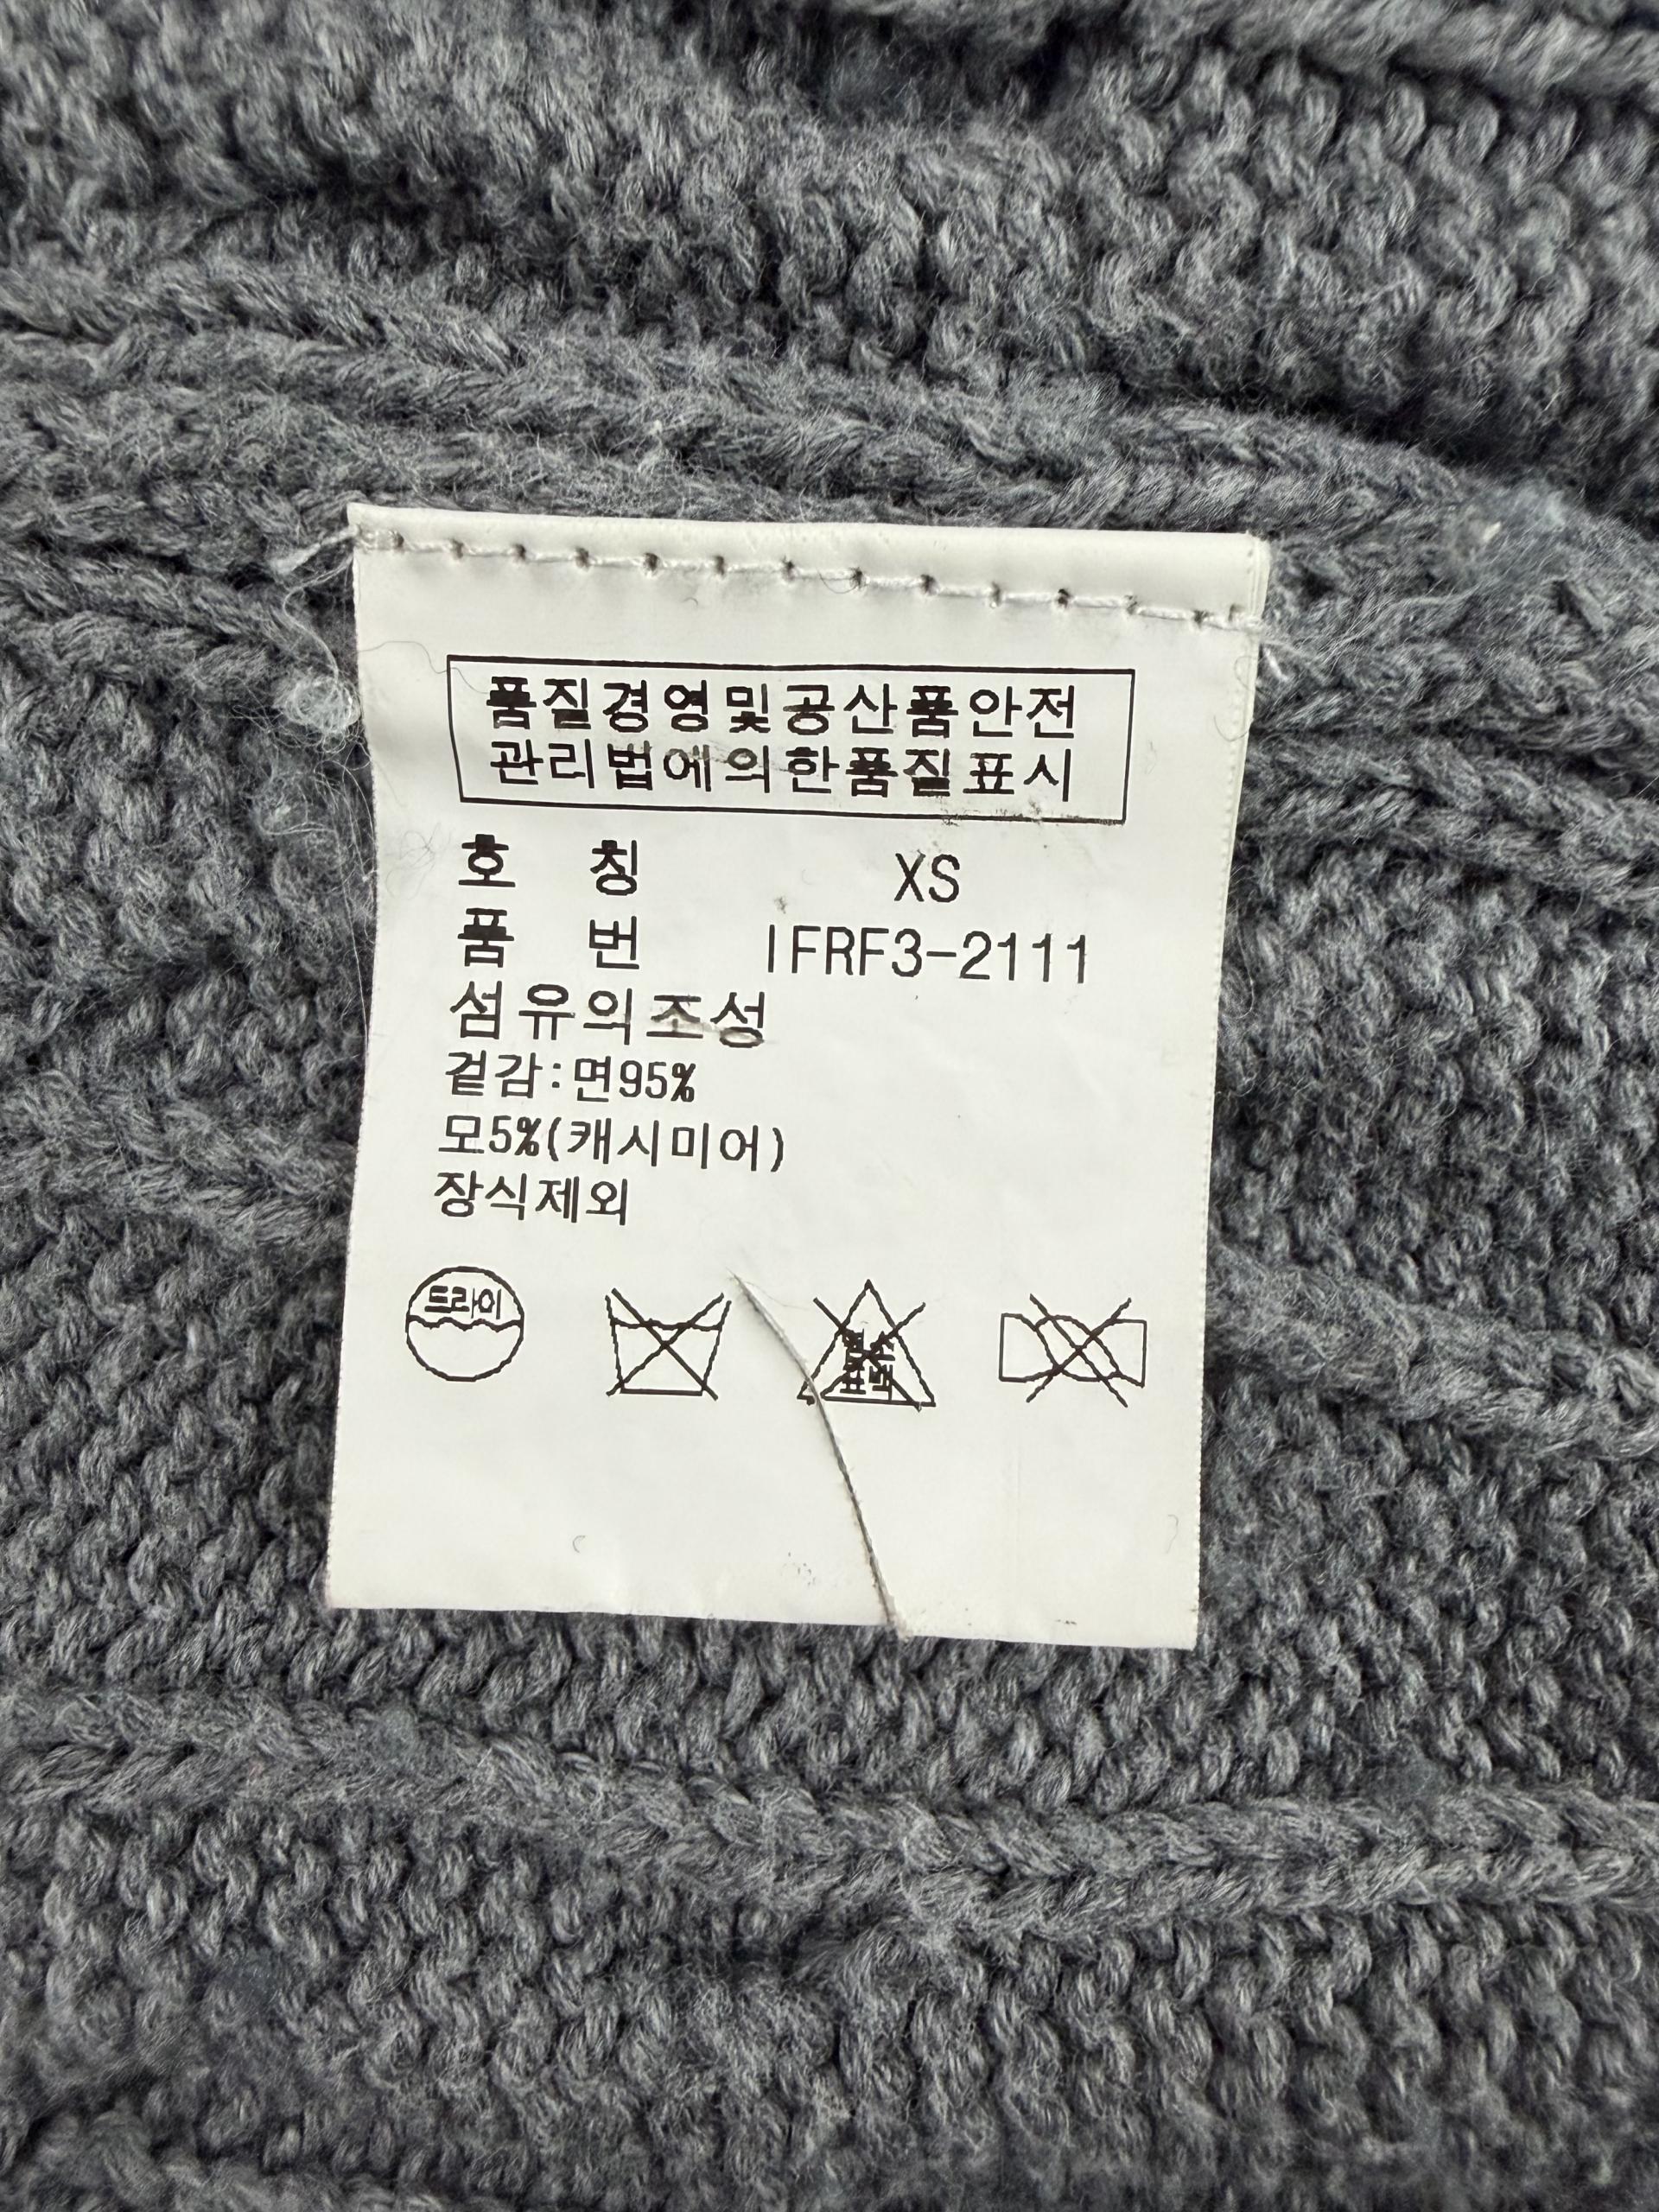 품질경영및공산품안전
관리법에의한품질표시
호 칭 XS
품 번 IFRF3-2111
섬유의조성
겉감:면95%
모5%(캐시미어)
장식제외
드라이